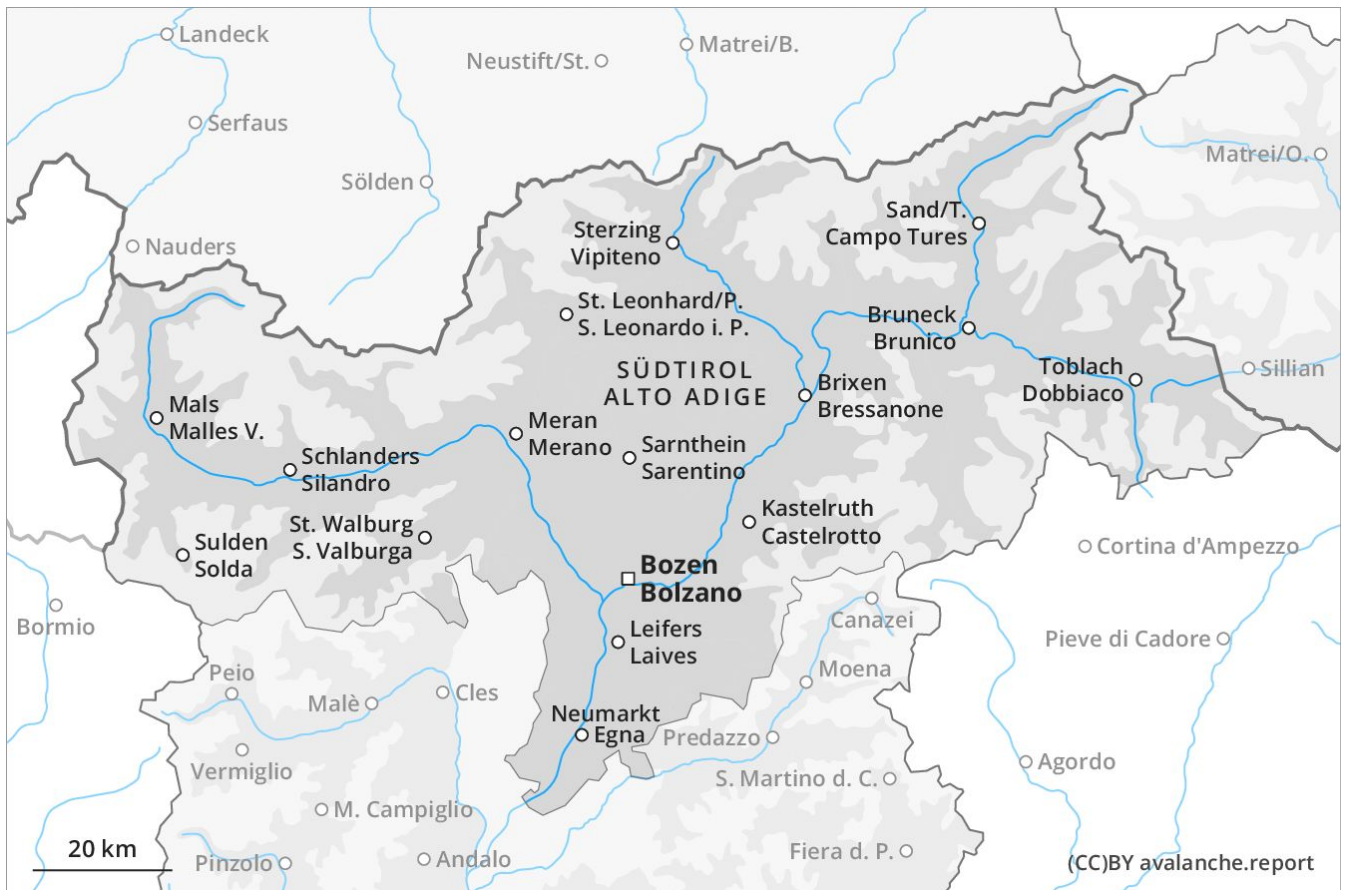 Landeck
Neustift/St.
Matrei/B.
Serfaus
Sölden
Matrei/O.
Nauders
Sterzing
Vipiteno
Sand/T.
Campo Tures
St. Leonhard/P.
S. Leonardo i. P.
Bruneck
Brunico
SÜDTIROL
ALTO ADIGE
Toblach
Dobbiaco
Sillian
Brixen
Bressanone
Mals
Malles V.
Meran
Merano
Sarnthein
Sarentino
Schlanders
Silandro
Kastelruth
Castelrotto
St. Walburg
S. Valburga
Sulden
Solda
Cortina d'Ampezzo
Bozen
Bolzano
Bormio
Canazei
Leifers
Laives
Pieve di Cadore
Peio
Moena
Malè
Cles
Neumarkt
Egna
Predazzo
Vermiglio
S. Martino d. C.
Agordo
M. Campiglio
20 km
Pinzolo
Andalo
Fiera d. P.
(CC)BY avalanche.report